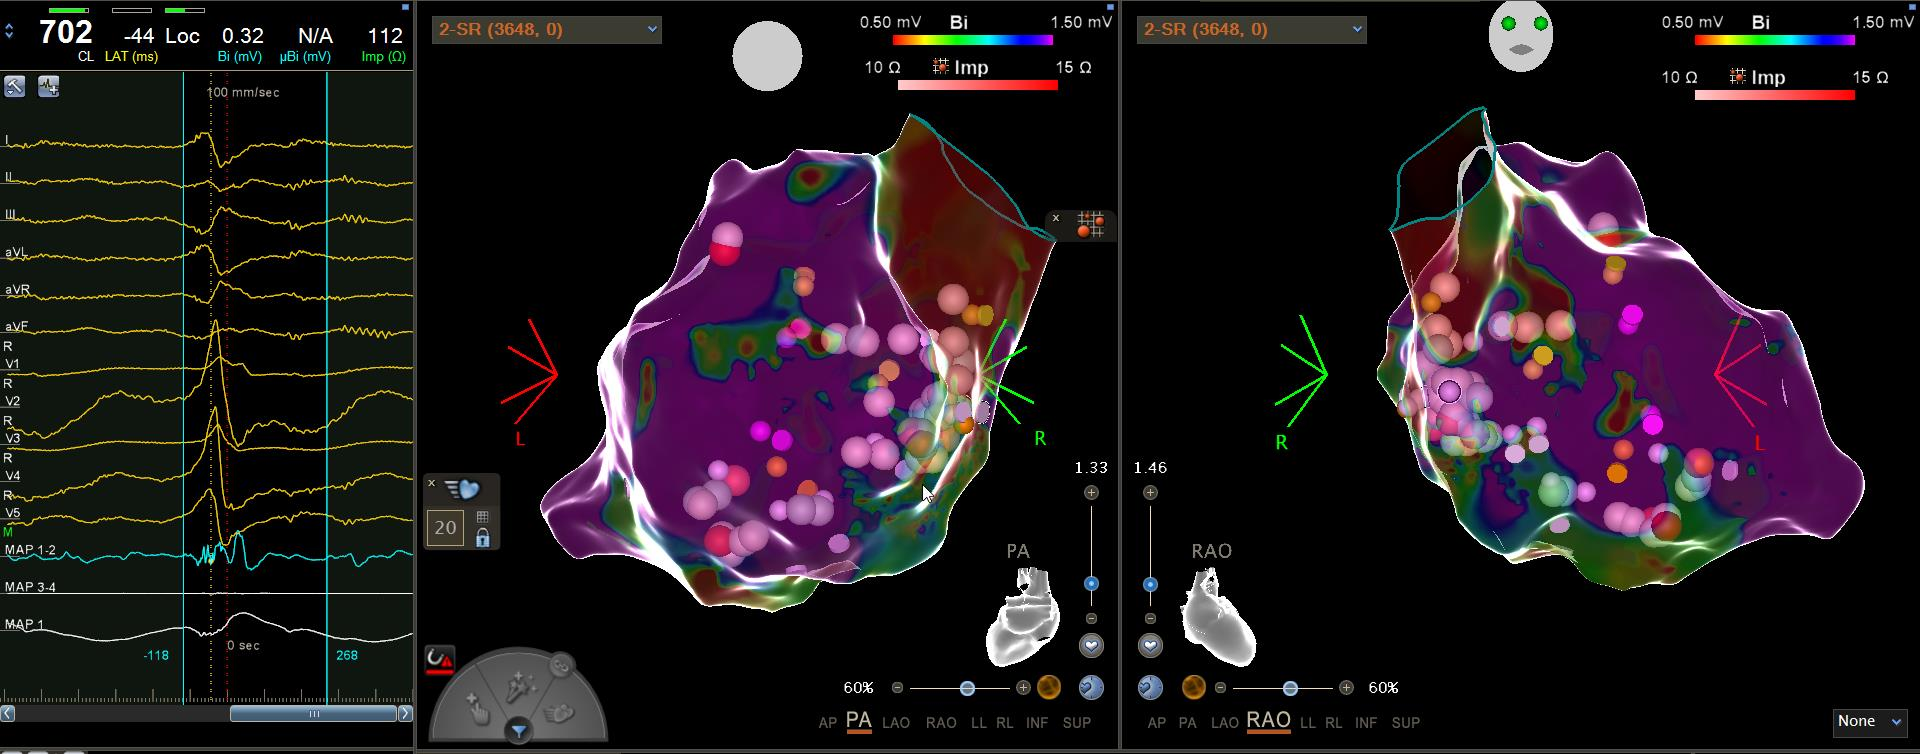 702
-44
Loc
0.32
N/A
112
CL
LAT (ms)
Bi (mV)
µBi (mV)
Imp (Ω)
100 mm/sec
I
II
III
aVL
aVR
aVF
R
V1
R
V2
R
V3
R
V4
R
V5
M
MAP 1-2
MAP 3-4
MAP 1
0 sec
-118
268
2-SR (3648, 0)
0.50 mV
Bi
1.50 mV
10 Ω
Imp
15 Ω
x
L
R
x
20
1.33
PA
60%
AP PA LAO RAO LL RL INF SUP
2-SR (3648, 0)
0.50 mV
Bi
1.50 mV
10 Ω
Imp
15 Ω
R
L
1.46
RAO
60%
AP PA LAO RAO LL RL INF SUP
None